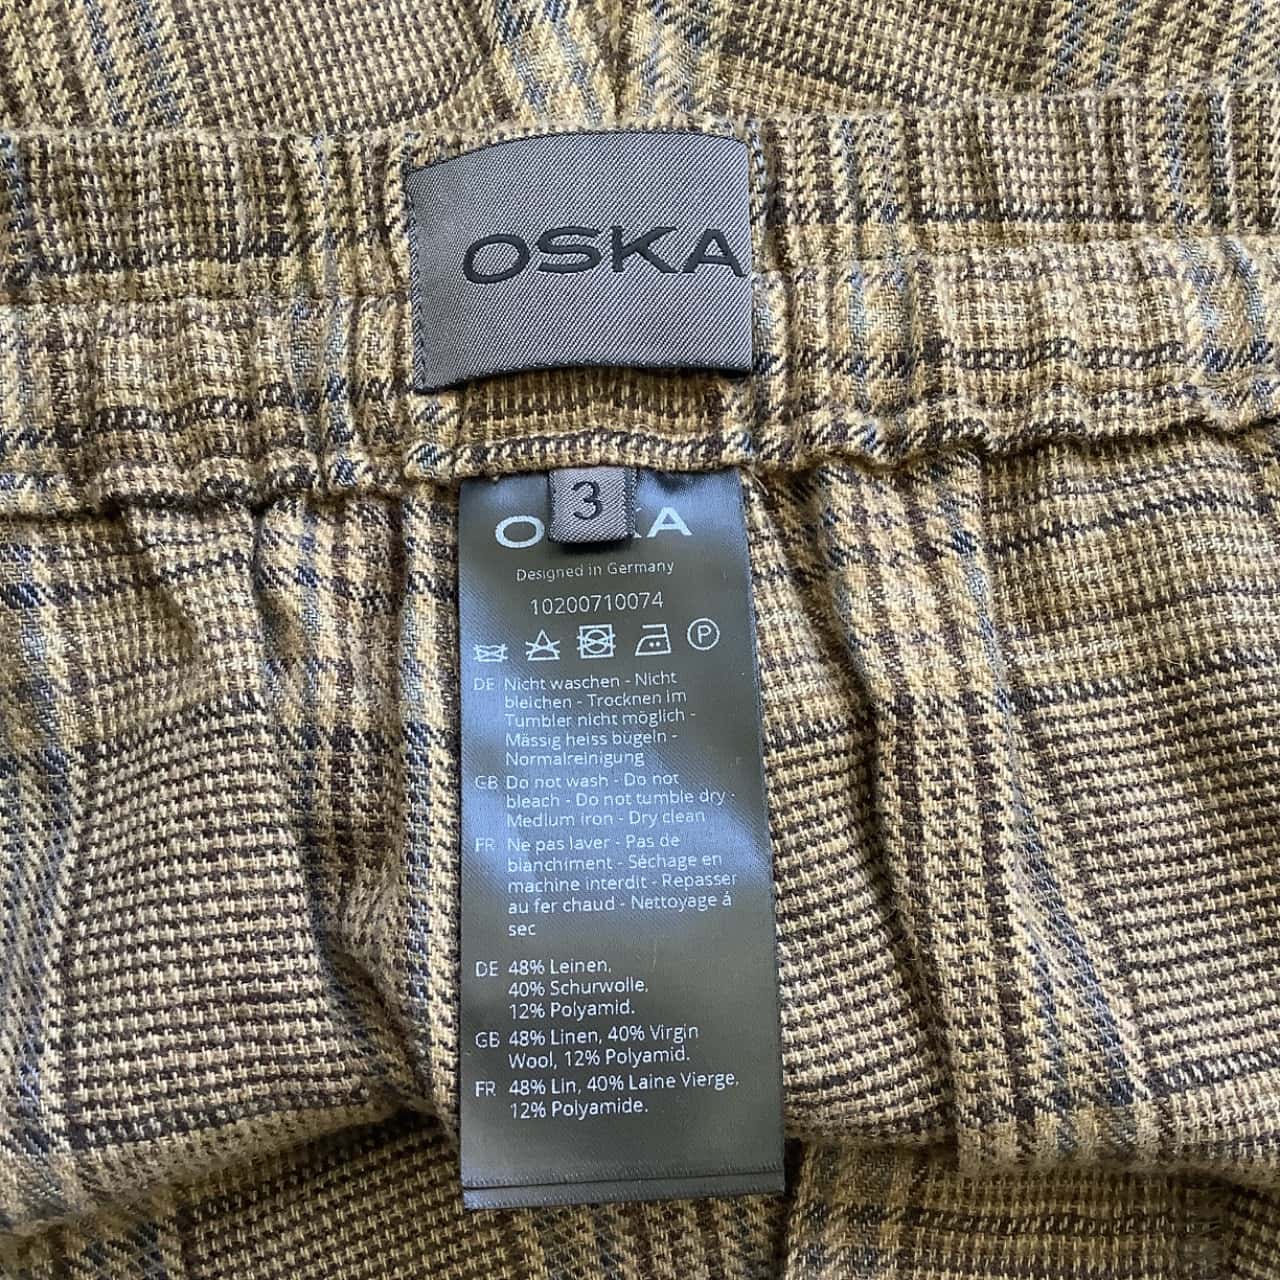 OSKA
3
O KA
Designed in Germany
10200710074
P
DE Nicht waschen - Nicht
bleichen - Trocknen im
Tumbler nicht möglich -
Mässig heiss bügeln -
Normalreinigung
GB Do not wash - Do not
bleach - Do not tumble dry -
Medium iron - Dry clean
FR Ne pas laver - Pas de
blanchiment - Séchage en
machine interdit - Repasser
au fer chaud - Nettoyage à
sec
DE 48% Leinen,
40% Schurwolle,
12% Polyamid.
GB 48% Linen, 40% Virgin
Wool, 12% Polyamid.
FR 48% Lin, 40% Laine Vierge,
12% Polyamide.